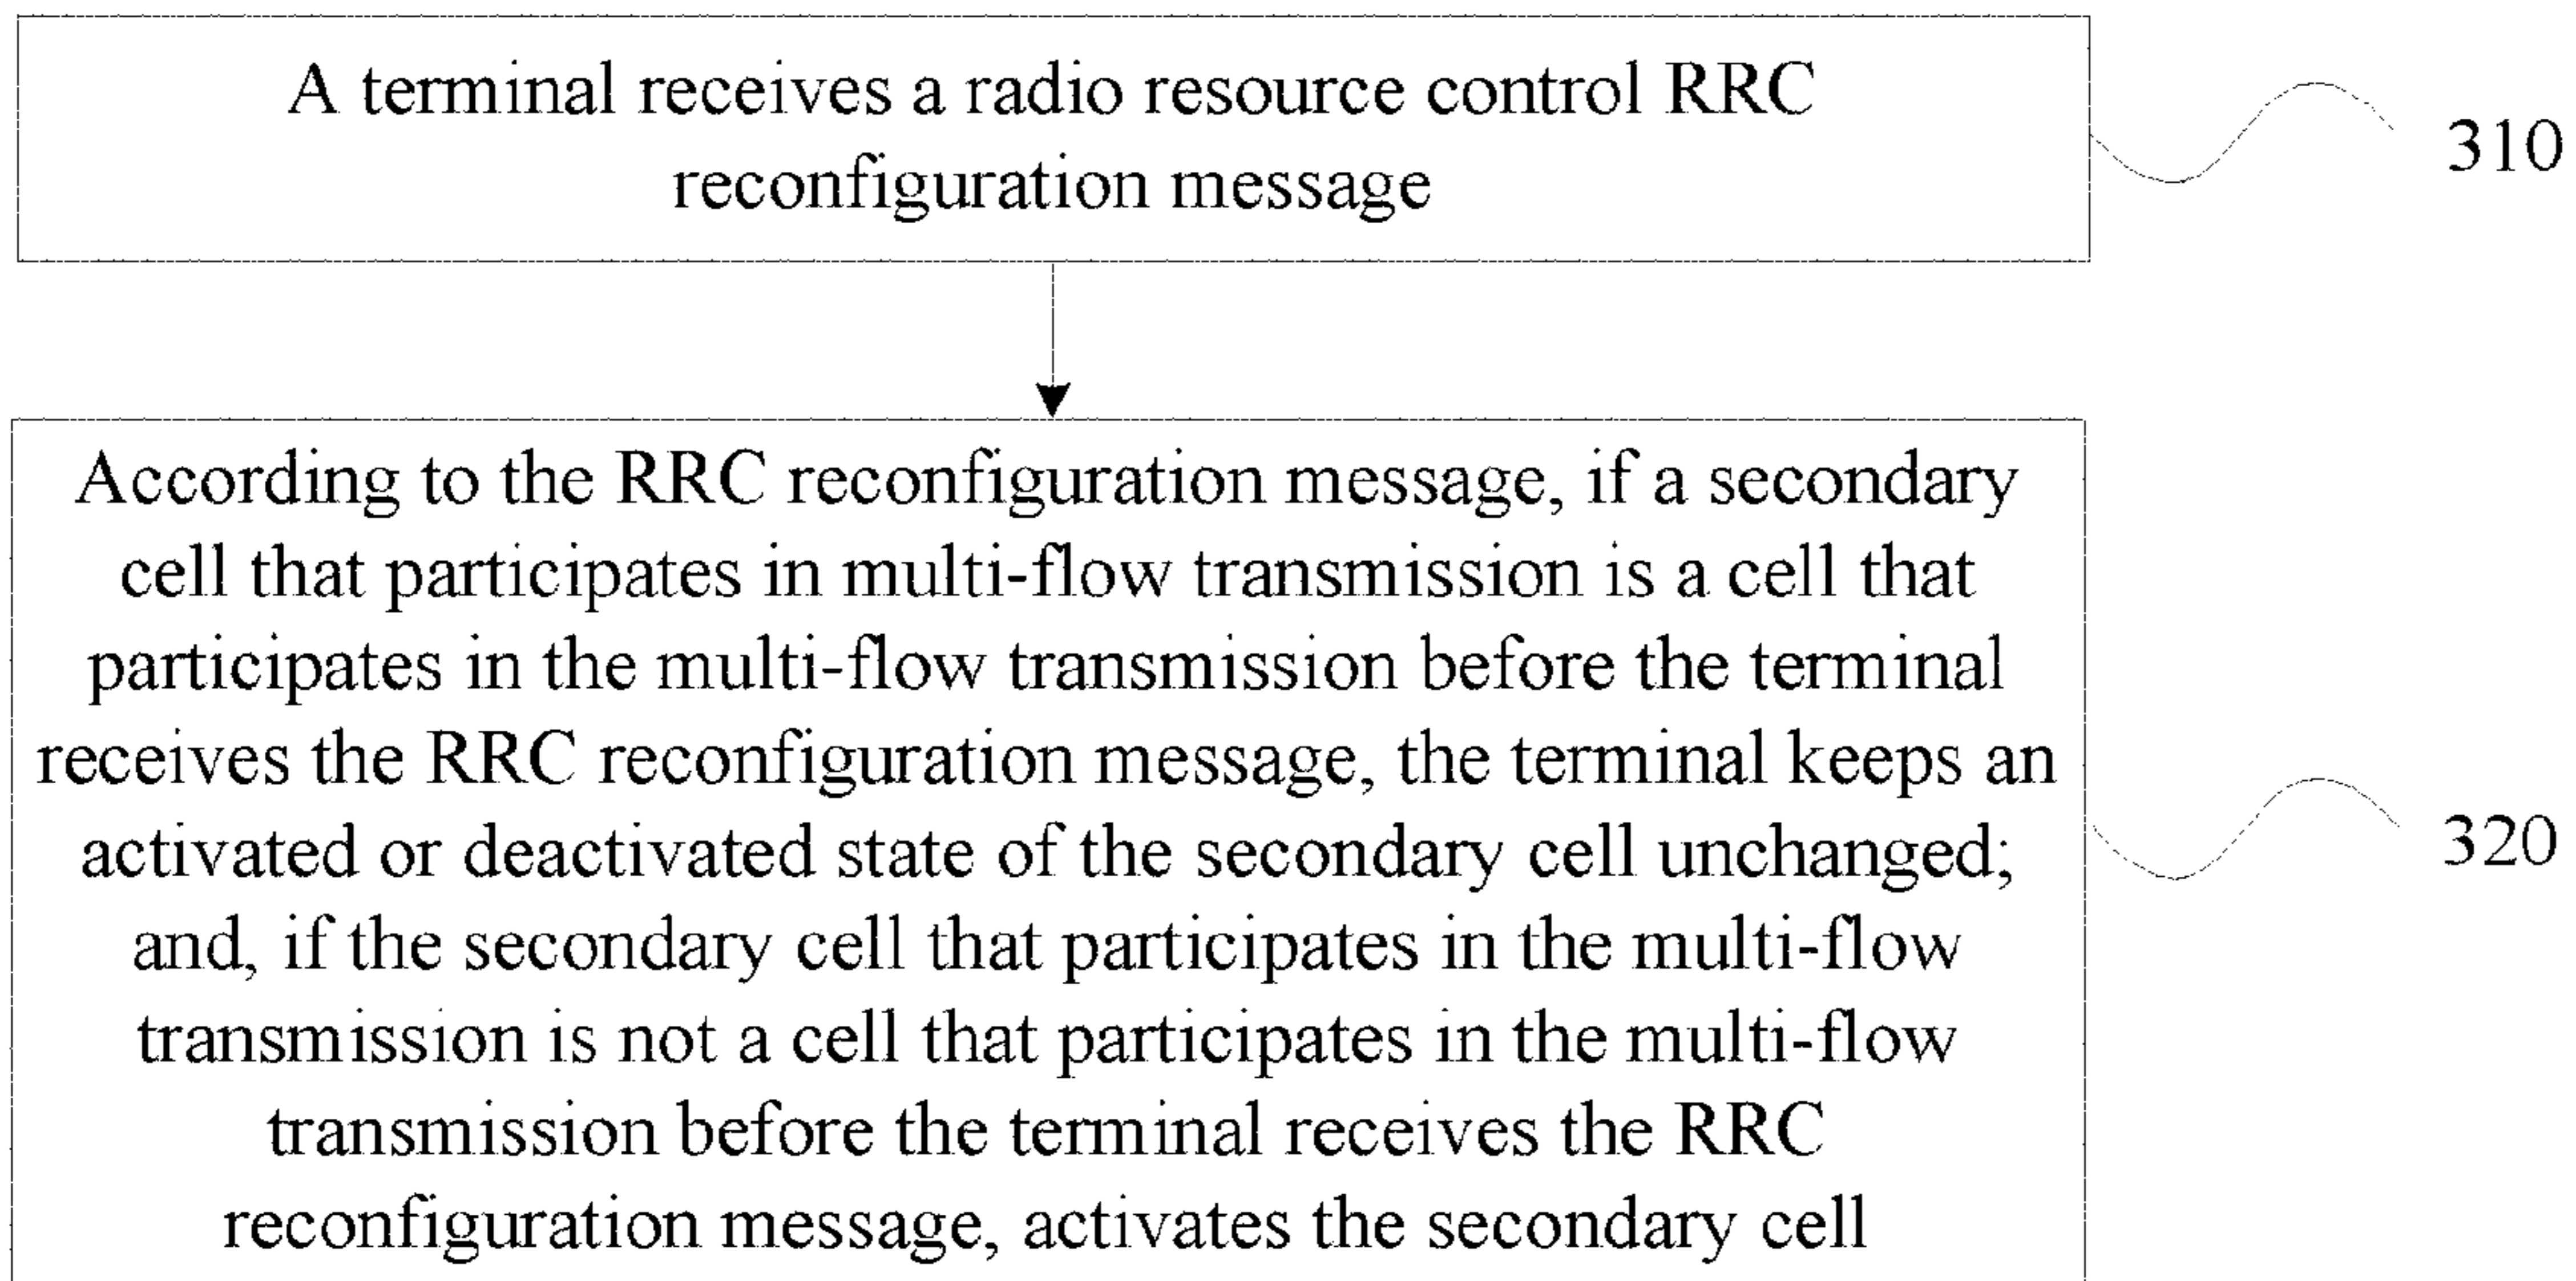 A terminal receives a radio resource control RRC
reconfiguration message
310
According to the RRC reconfiguration message, if a secondary
cell that participates in multi-flow transmission is a cell that
participates in the multi-flow transmission before the terminal
receives the RRC reconfiguration message, the terminal keeps an
activated or deactivated state of the secondary cell unchanged;
and, if the secondary cell that participates in the multi-flow
transmission is not a cell that participates in the multi-flow
transmission before the terminal receives the RRC
reconfiguration message, activates the secondary cell
320